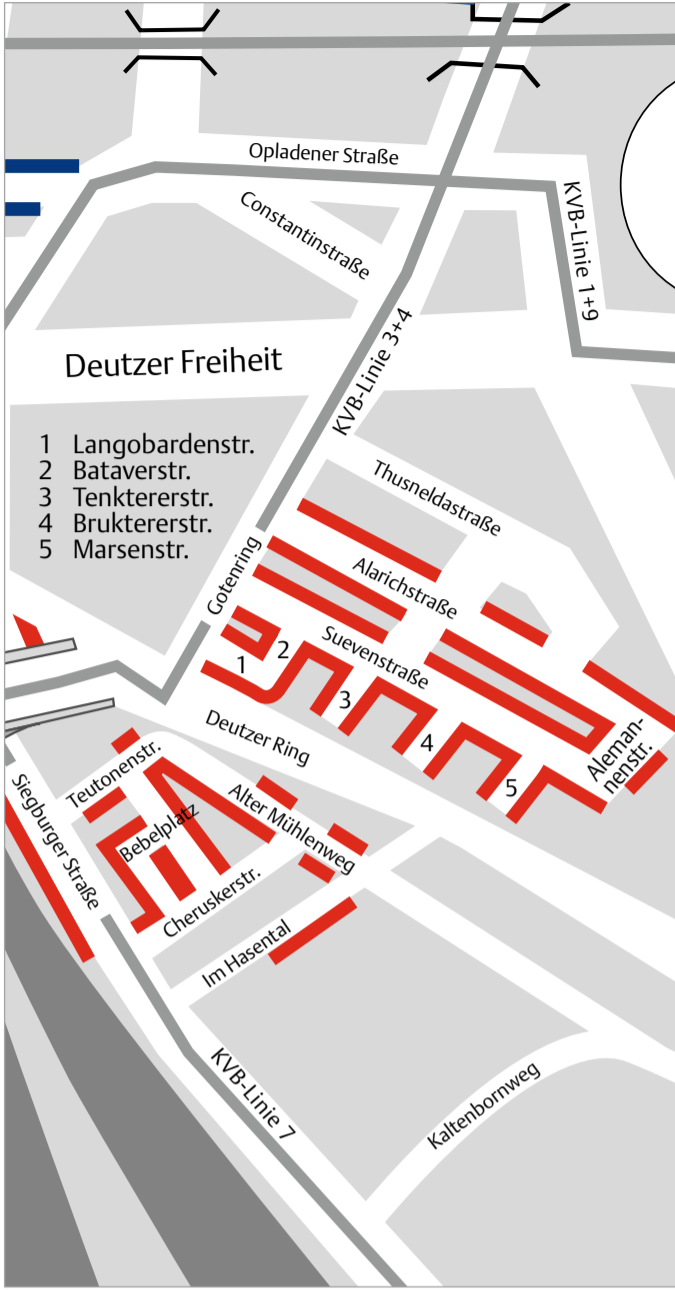 Opladener Straße
Constantinstraße
KVB-Linie 1+9
KVB-Linie 3+4
Deutzer Freiheit
1 Langobardenstr.
2 Bataverstr.
3 Tenktererstr.
4 Bruktererstr.
5 Marsenstr.
Thusneldastraße
Gotenring
Alarichstraße
Suevenstraße
1
2
3
4
5
Deutzer Ring
Aleman-
nenstr.
Teutonenstr.
Siegburger Straße
Bebelplatz
Alter Mühlenweg
Cheruskerstr.
Im Hasental
KVB-Linie 7
Kaltenbornweg